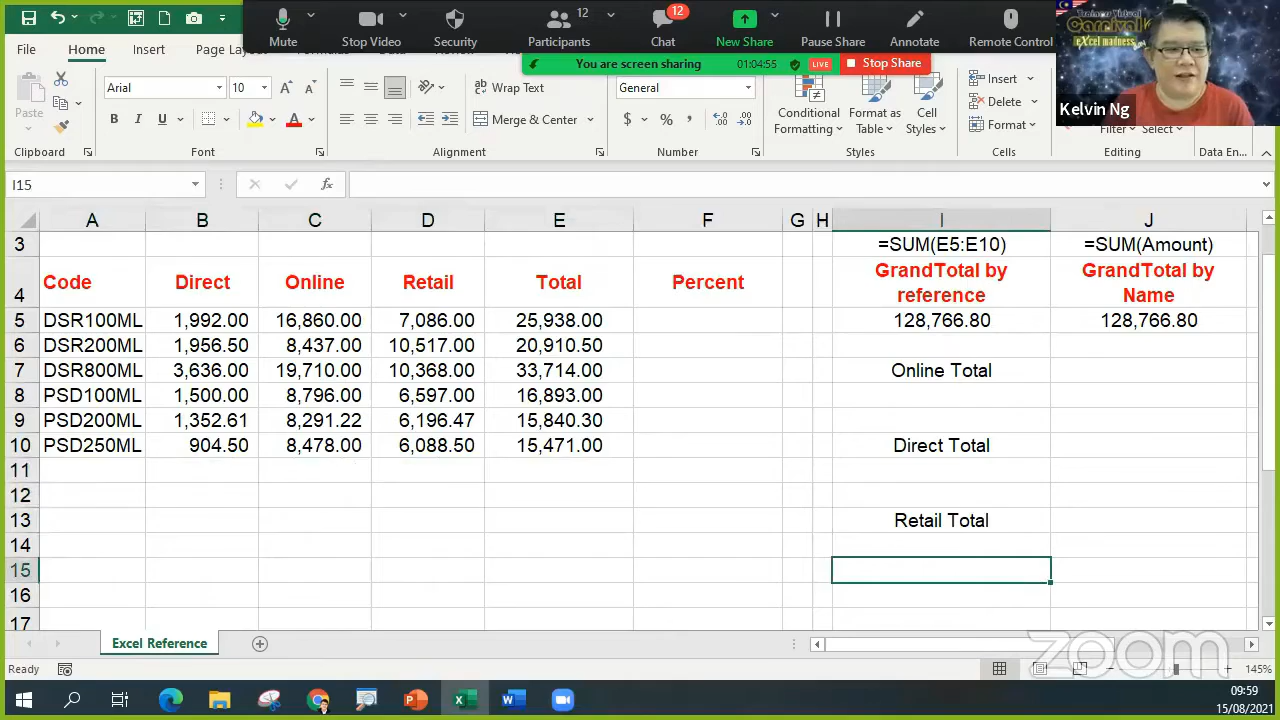 Mute
Stop Video
Security
12
Participants
12
Chat
New Share
Pause Share
Annotate
Remote Control
You are screen sharing
01:04:55
LIVE
Stop Share
Trainer Virtual
Carnival
eXcel madness
Kelvin Ng
File
Home
Insert
Page
Paste
Clipboard
Arial
10
B I U
A
Font
Wrap Text
Merge & Center
Alignment
General
$ %
Number
Conditional
Formatting
Format as
Table
Cell
Styles
Styles
Insert
Delete
Format
Cells
Filter
Select
Editing
Data En...
I15
fx
A B C D E F G H I J
3 =SUM(E5:E10) =SUM(Amount)
4 Code Direct Online Retail Total Percent GrandTotal by reference GrandTotal by Name
5 DSR100ML 1,992.00 16,860.00 7,086.00 25,938.00 128,766.80 128,766.80
6 DSR200ML 1,956.50 8,437.00 10,517.00 20,910.50
7 DSR800ML 3,636.00 19,710.00 10,368.00 33,714.00 Online Total
8 PSD100ML 1,500.00 8,796.00 6,597.00 16,893.00
9 PSD200ML 1,352.61 8,291.22 6,196.47 15,840.30
10 PSD250ML 904.50 8,478.00 6,088.50 15,471.00 Direct Total
11
12
13 Retail Total
14
15
16
17
Excel Reference
zoom
Ready
145%
09:59
15/08/2021